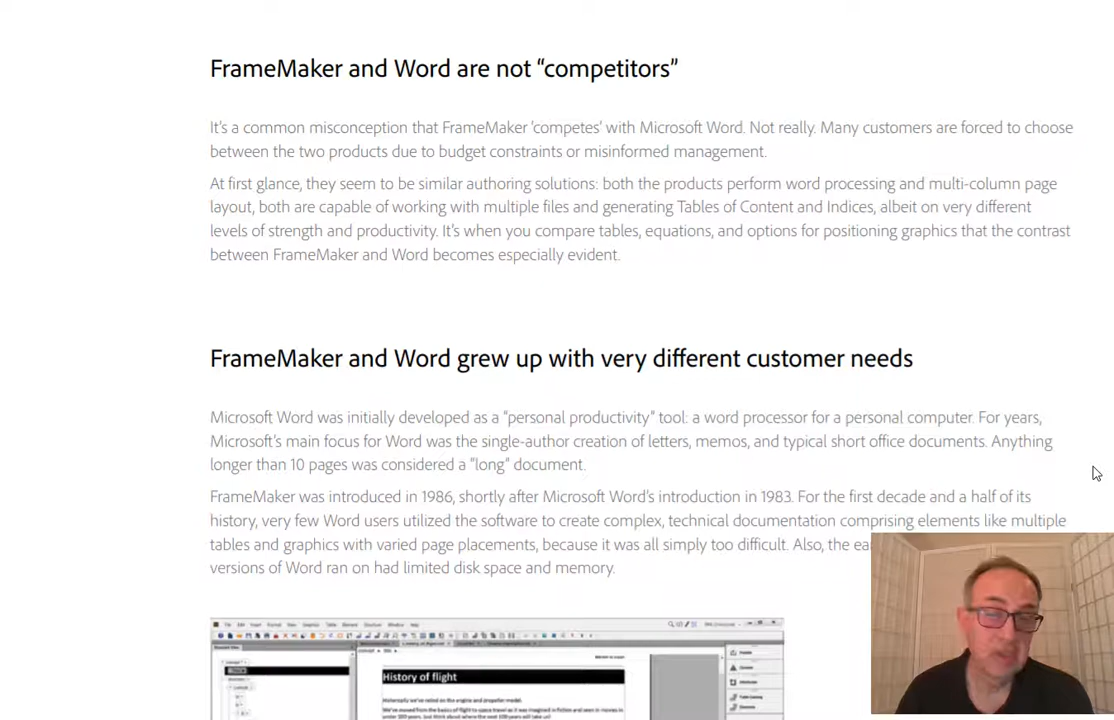 FrameMaker and Word are not “competitors”
It’s a common misconception that FrameMaker ‘competes’ with Microsoft Word. Not really. Many customers are forced to choose
between the two products due to budget constraints or misinformed management.
At first glance, they seem to be similar authoring solutions: both the products perform word processing and multi-column page
layout, both are capable of working with multiple files and generating Tables of Content and Indices, albeit on very different
levels of strength and productivity. It’s when you compare tables, equations, and options for positioning graphics that the contrast
between FrameMaker and Word becomes especially evident.
FrameMaker and Word grew up with very different customer needs
Microsoft Word was initially developed as a “personal productivity” tool: a word processor for a personal computer. For years,
Microsoft’s main focus for Word was the single-author creation of letters, memos, and typical short office documents. Anything
longer than 10 pages was considered a “long” document.
FrameMaker was introduced in 1986, shortly after Microsoft Word’s introduction in 1983. For the first decade and a half of its
history, very few Word users utilized the software to create complex, technical documentation comprising elements like multiple
tables and graphics with varied page placements, because it was all simply too difficult. Also, the
versions of Word ran on had limited disk space and memory.
History of flight